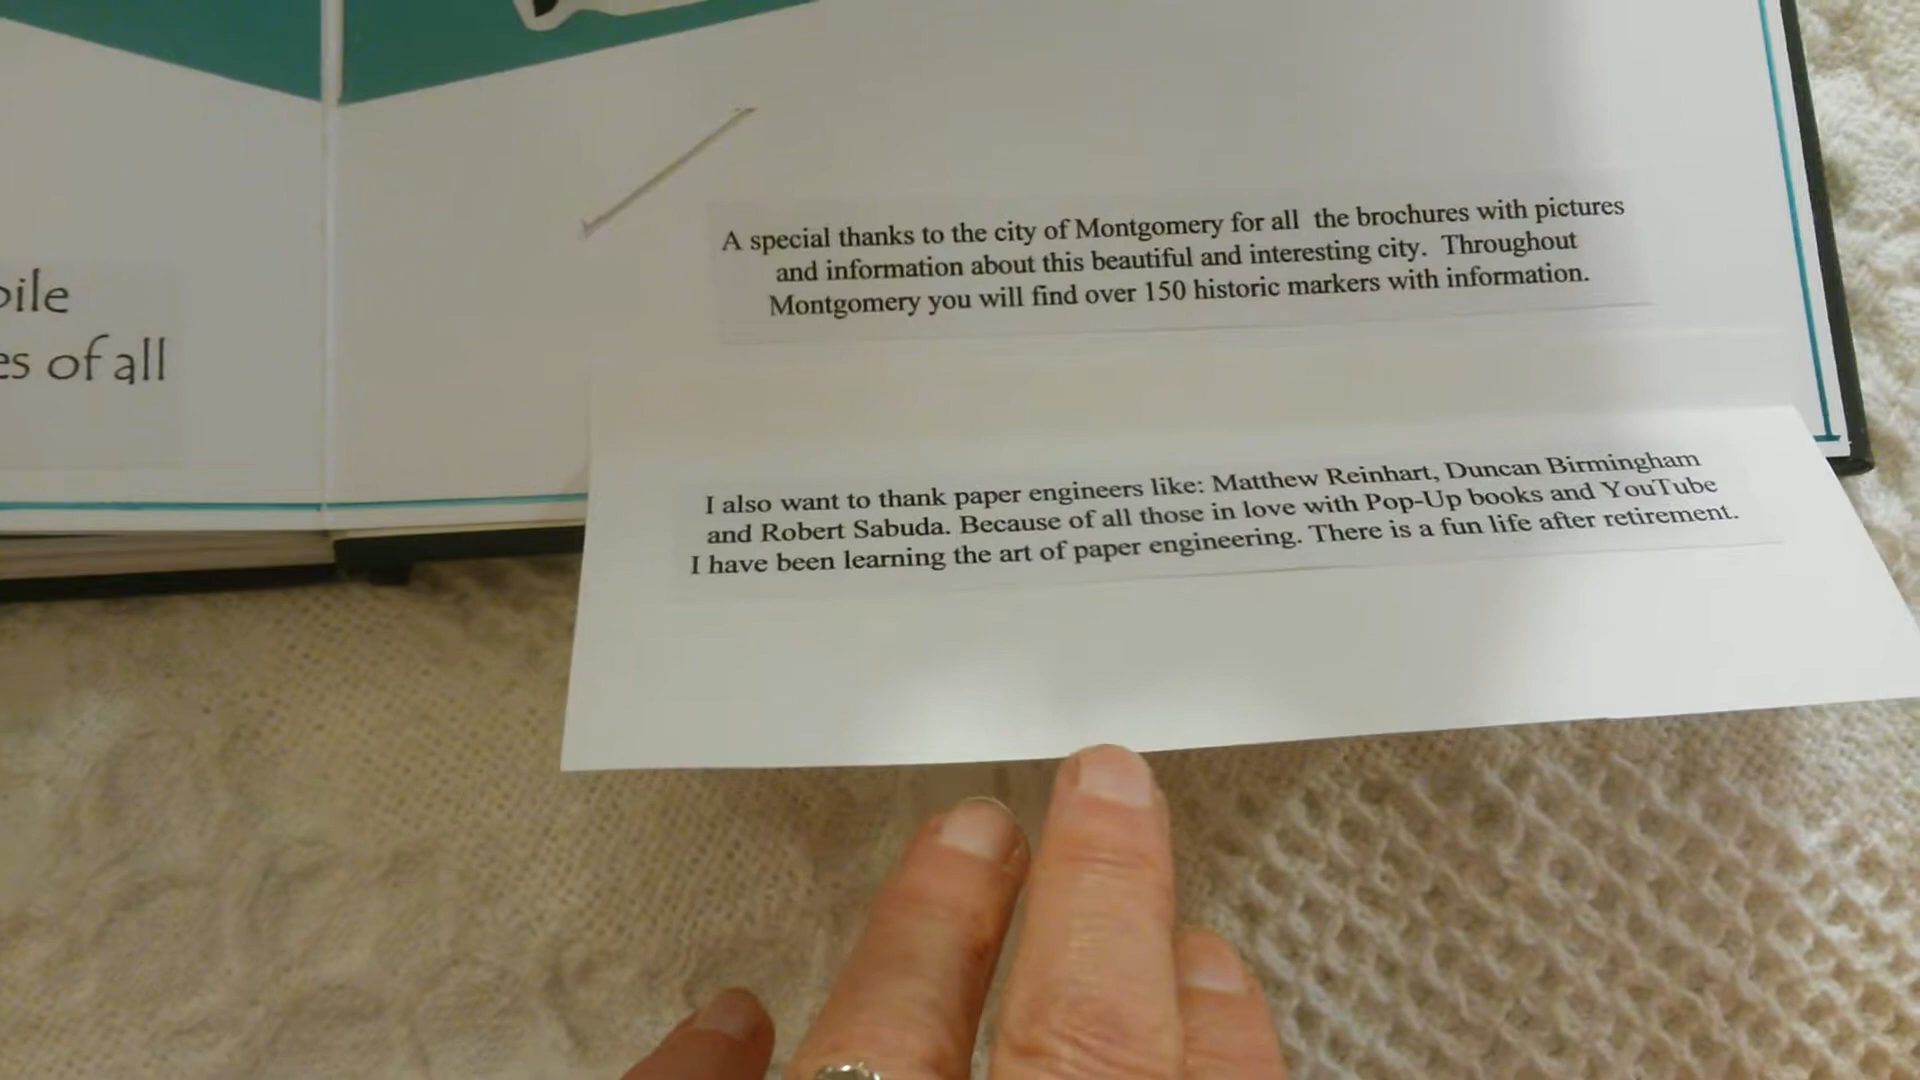 of all
A special thanks to the city of Montgomery for all the brochures with pictures
and information about this beautiful and interesting city. Throughout
Montgomery you will find over 150 historic markers with information.
I also want to thank paper engineers like: Matthew Reinhart, Duncan Birmingham
and Robert Sabuda. Because of all those in love with Pop-Up books and YouTube
I have been learning the art of paper engineering. There is a fun life after retirement.